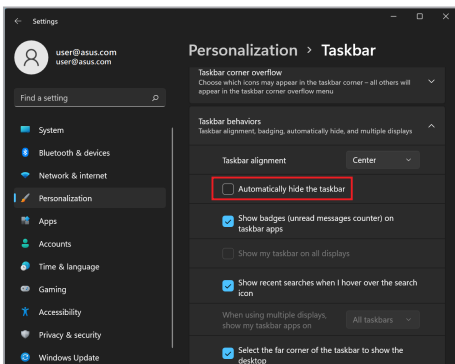 Settings
user@asus.com
user@asus.com
Find a setting
System
Bluetooth & devices
Network & internet
Personalization
Apps
Accounts
Time & language
Gaming
Accessibility
Privacy & security
Windows Update
Personalization > Taskbar
Taskbar corner overflow
Choose which icons may appear in the taskbar corner – all others will
appear in the taskbar corner overflow menu
Taskbar behaviors
Taskbar alignment, badging, automatically hide, and multiple displays
Taskbar alignment
Center
Automatically hide the taskbar
Show badges (unread messages counter) on
taskbar apps
Show my taskbar on all displays
Show recent searches when I hover over the search
icon
When using multiple displays,
show my taskbar apps on
All taskbars
Select the far corner of the taskbar to show the
desktop